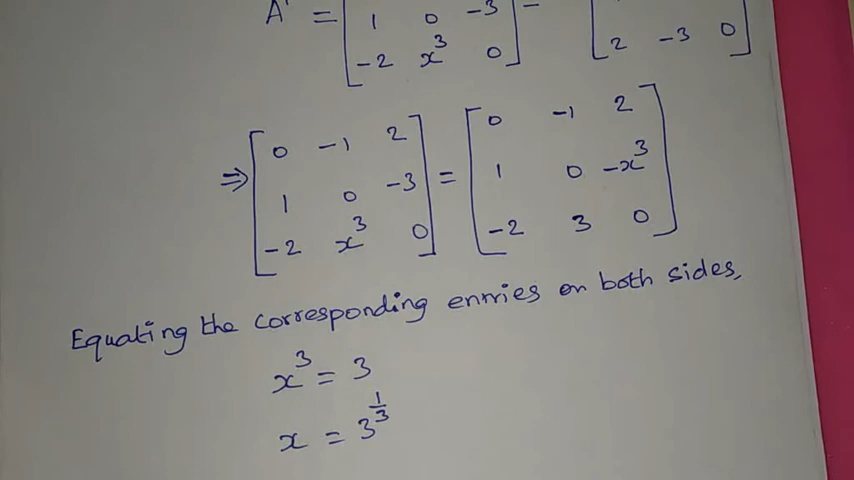 A' = [ 1 0 -3 ] - [
-2 x³ 0 2 -3 0
⇒ [ 0 -1 2 ] = [ 0 -1 2 ]
1 0 -3 1 0 -x³
-2 x³ 0 -2 3 0
Equating the corresponding enries on both sides,
x³ = 3
x = 3^(1/3)